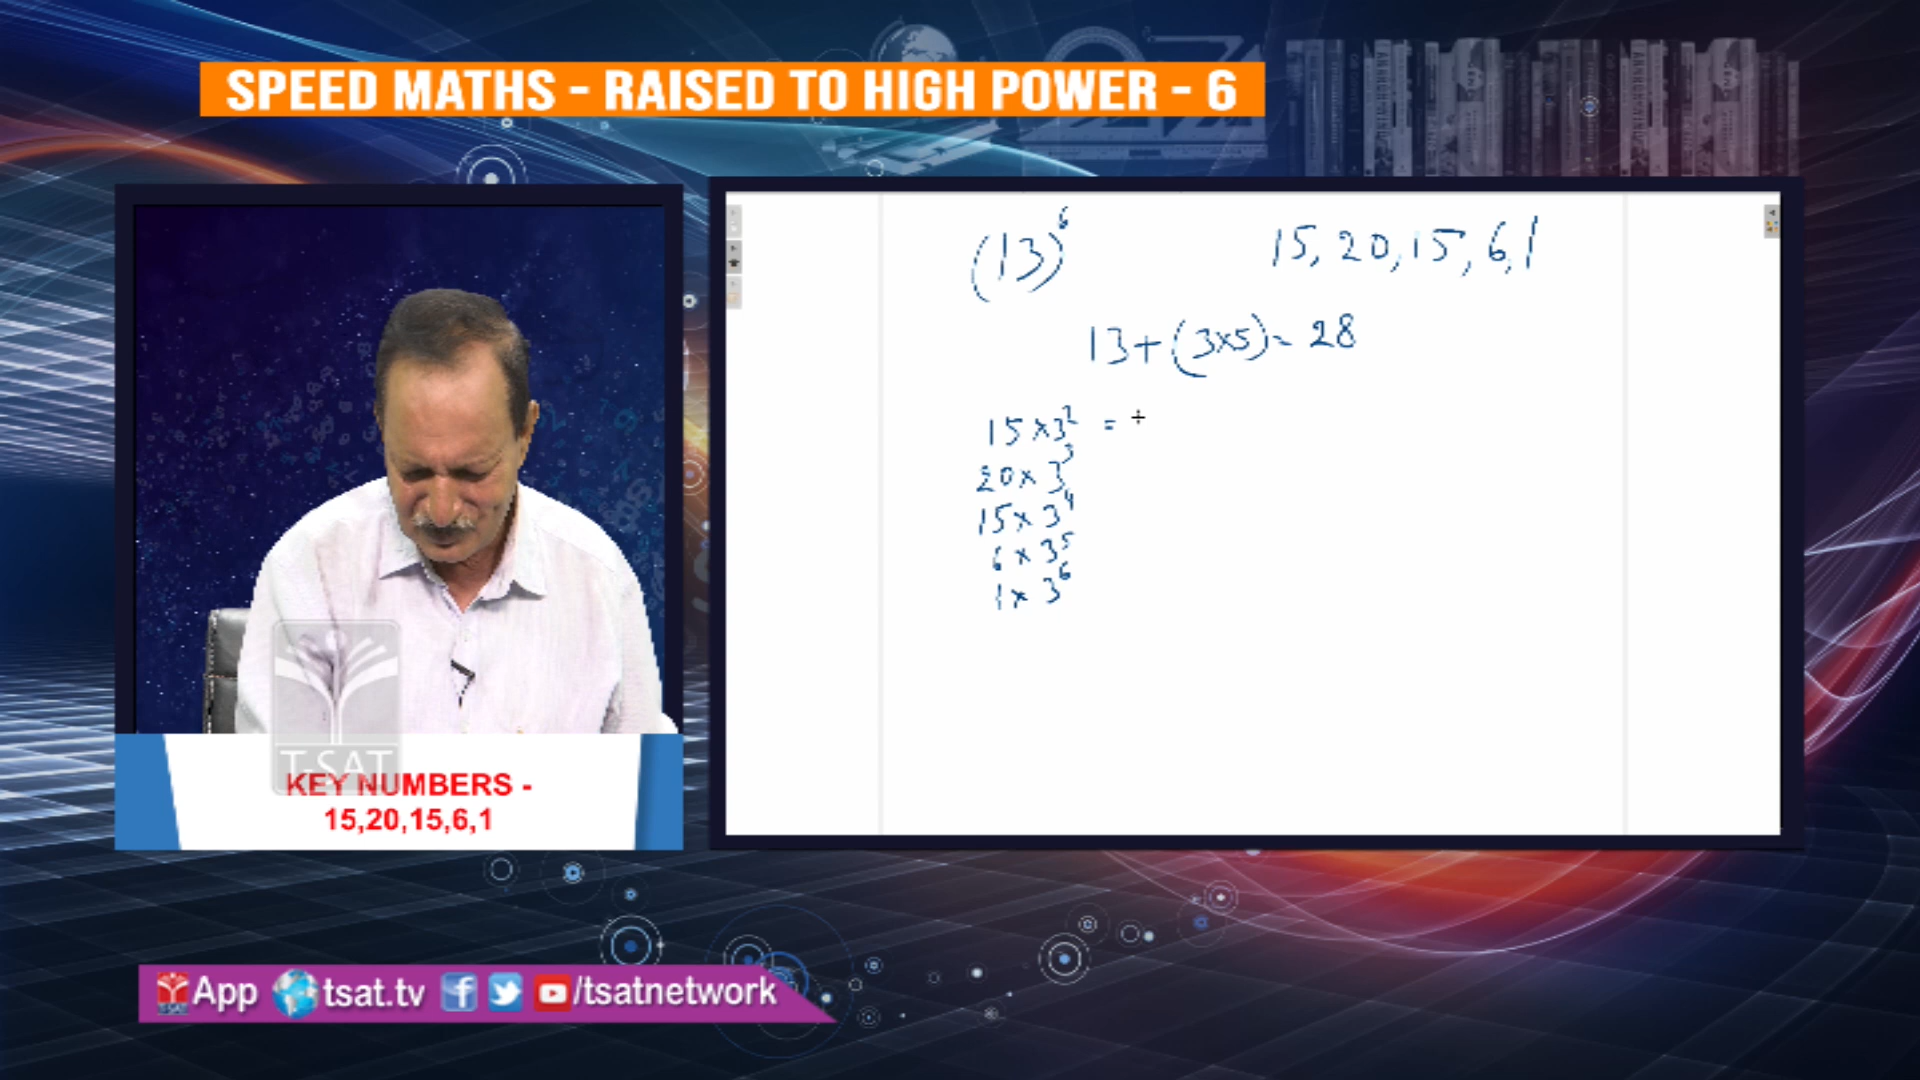 SPEED MATHS - RAISED TO HIGH POWER - 6
(13)⁶ 15, 20, 15, 6, 1
13 + (3×5) = 28
15 × 3² =
20 × 3³
15 × 3⁴
6 × 3⁵
1 × 3⁶
T-SAT
KEY NUMBERS -
15,20,15,6,1
App tsat.tv /tsatnetwork